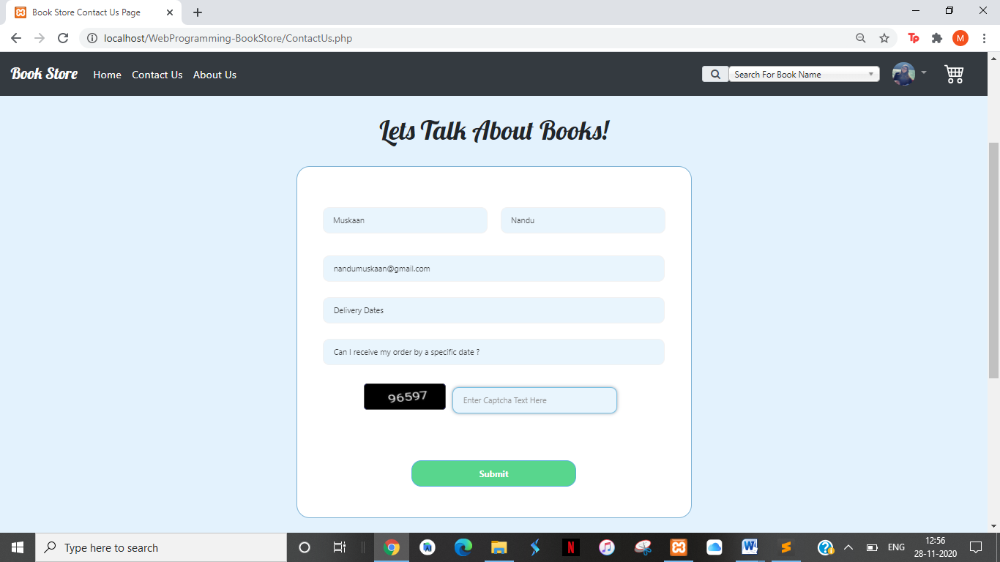 Book Store Contact Us Page
localhost/WebProgramming-BookStore/ContactUs.php
M
Book Store Home Contact Us About Us Search For Book Name
Lets Talk About Books!
Muskaan Nandu
nandumuskaan@gmail.com
Delivery Dates
Can I receive my order by a specific date ?
96597 Enter Captcha Text Here
Submit
Type here to search
ENG
12:56
28-11-2020